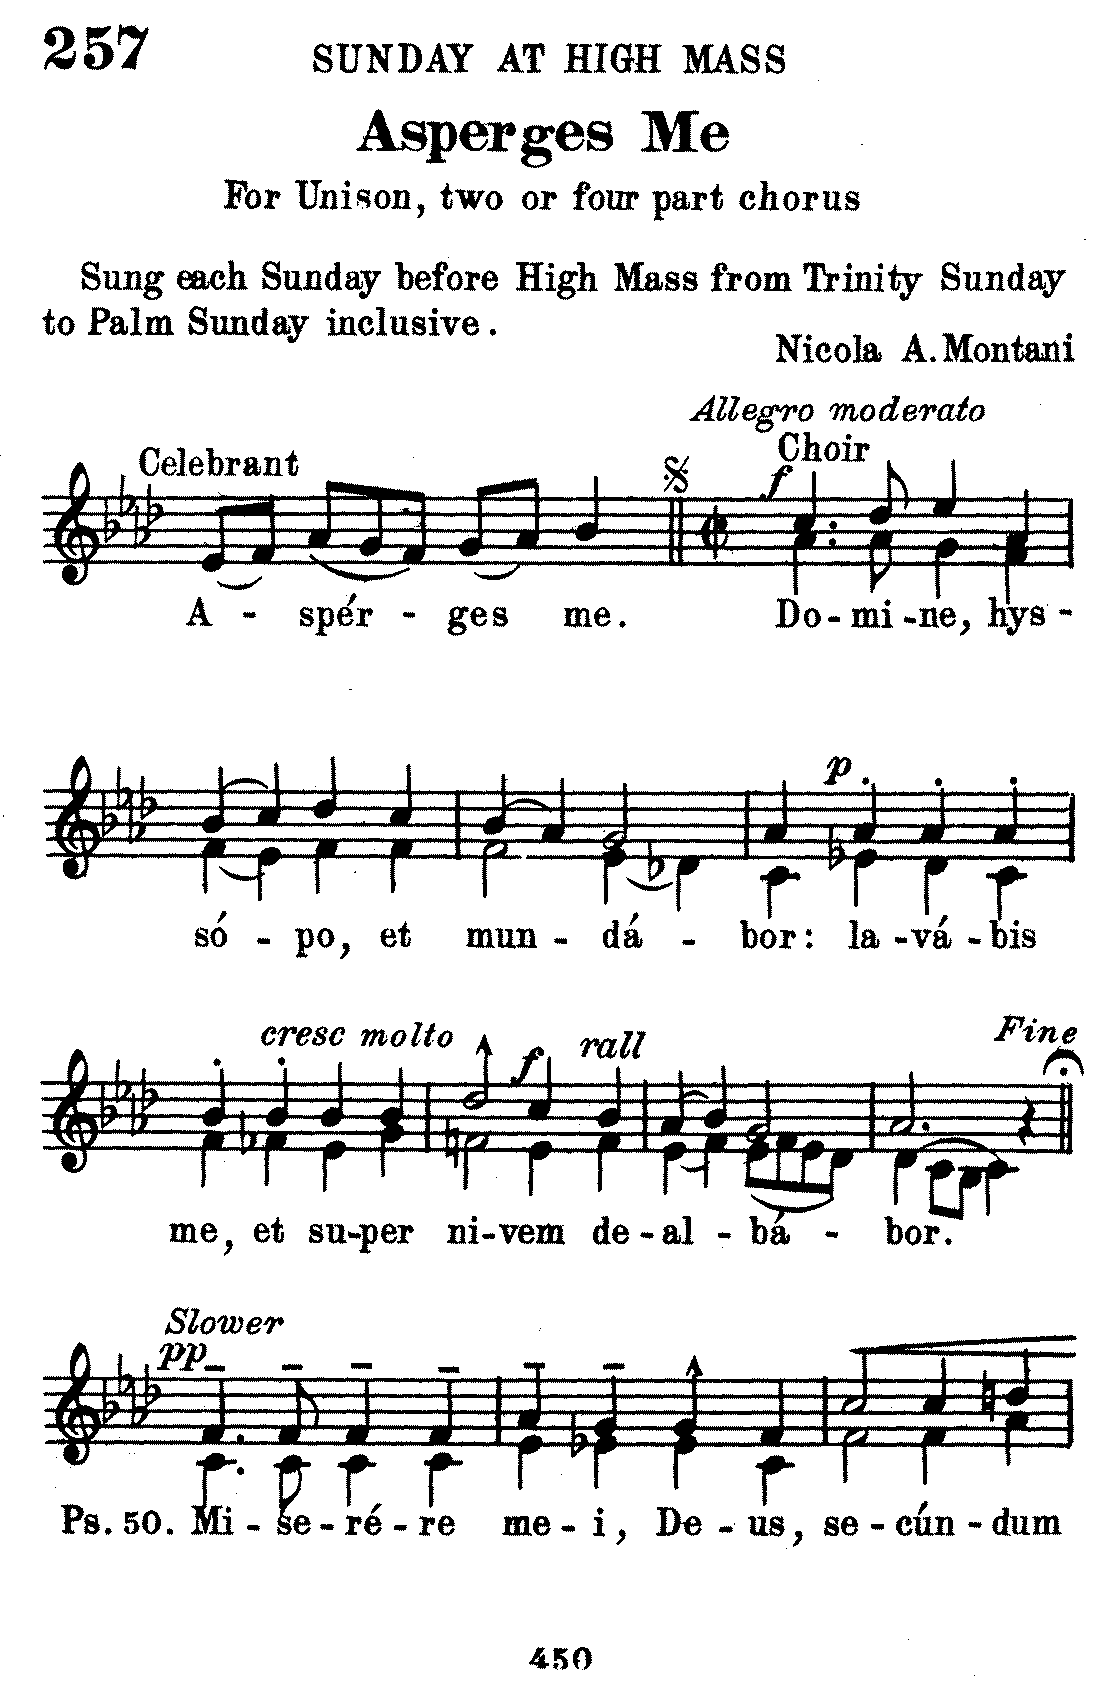 257
SUNDAY AT HIGH MASS
Asperges Me
For Unison, two or four part chorus
Sung each Sunday before High Mass from Trinity Sunday
to Palm Sunday inclusive.
Nicola A. Montani
Allegro moderato
Celebrant
Choir
f
A - spér - ges me. Do - mi - ne, hys -
p
só - po, et mun - dá - bor: la - vá - bis
cresc molto f rall Fine
me, et su - per ni - vem de - al - bá - bor.
Slower
pp
Ps. 50. Mi - se - ré - re me - i, De - us, se - cún - dum
450